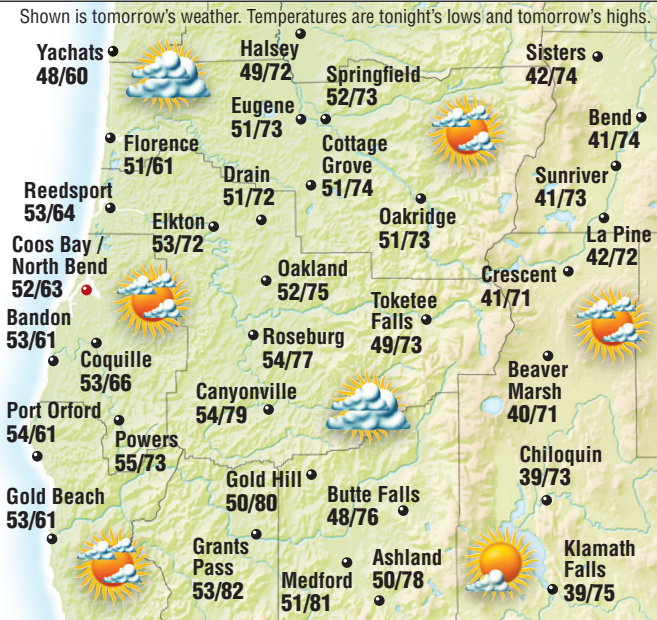 Shown is tomorrow's weather. Temperatures are tonight's lows and tomorrow's highs.
Yachats
48/60
Halsey
49/72
Springfield
52/73
Sisters
42/74
Eugene
51/73
Bend
41/74
Florence
51/61
Cottage
Grove
51/74
Drain
51/72
Sunriver
41/73
Reedsport
53/64
Elkton
53/72
Oakridge
51/73
La Pine
42/72
Coos Bay /
North Bend
52/63
Oakland
52/75
Crescent
41/71
Toketee
Falls
49/73
Bandon
53/61
Roseburg
54/77
Coquille
53/66
Beaver
Marsh
40/71
Canyonville
54/79
Port Orford
54/61
Powers
55/73
Chiloquin
39/73
Gold Hill
50/80
Butte Falls
48/76
Gold Beach
53/61
Grants
Pass
53/82
Medford
51/81
Ashland
50/78
Klamath
Falls
39/75